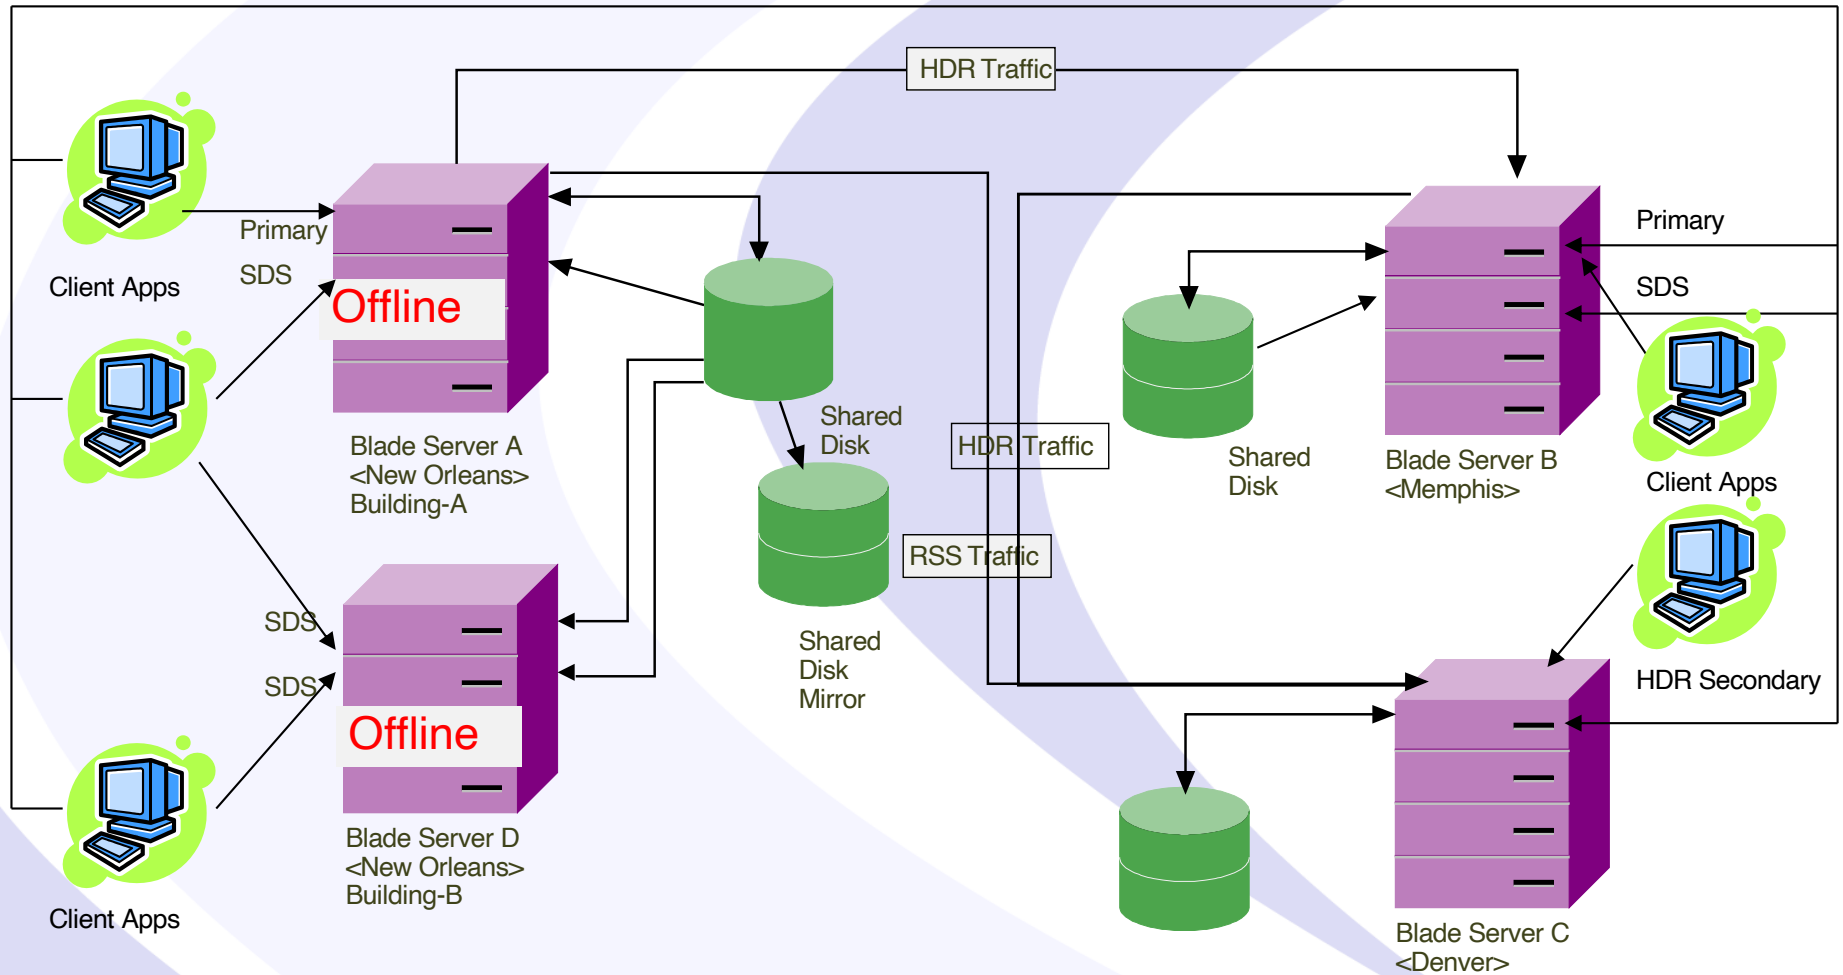 HDR Traffic
Primary
SDS
Client Apps
Offline
Blade Server A
<New Orleans>
Building-A
Shared
Disk
HDR Traffic
RSS Traffic
Shared
Disk
Mirror
SDS
SDS
Offline
Blade Server D
<New Orleans>
Building-B
Client Apps
Primary
SDS
Shared
Disk
Blade Server B
<Memphis>
Client Apps
HDR Secondary
Blade Server C
<Denver>